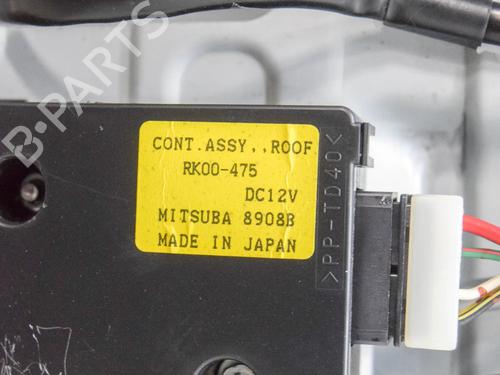 B-PARTS
CONT.ASSY,,ROOF
RK00-475
DC12V
MITSUBA 8908B
MADE IN JAPAN
>PP-TD40<